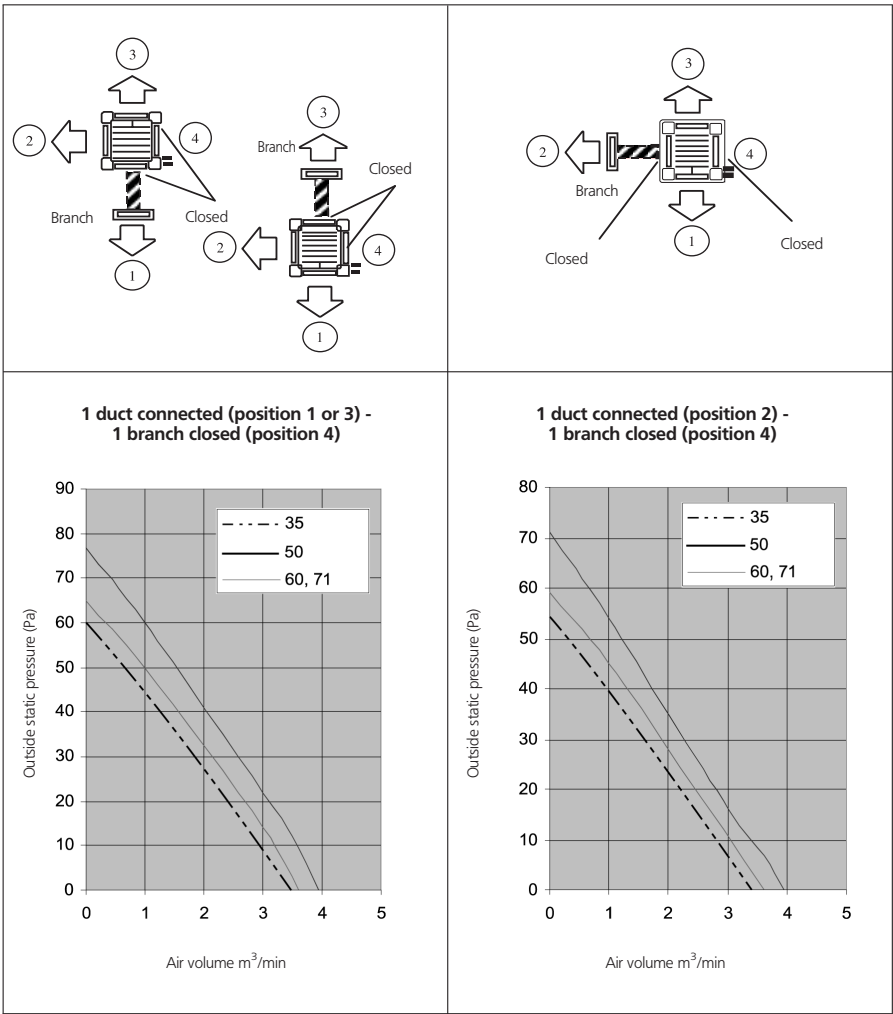 3
2
4
Branch
Closed
1
3
Branch
Closed
2
4
1
3
2
4
Branch
1
Closed
Closed
1 duct connected (position 1 or 3) -
1 branch closed (position 4)
Outside static pressure (Pa)
90
80
70
60
50
40
30
20
10
0
35
50
60, 71
0 1 2 3 4 5
Air volume m³/min
1 duct connected (position 2) -
1 branch closed (position 4)
Outside static pressure (Pa)
80
70
60
50
40
30
20
10
0
35
50
60, 71
0 1 2 3 4 5
Air volume m³/min